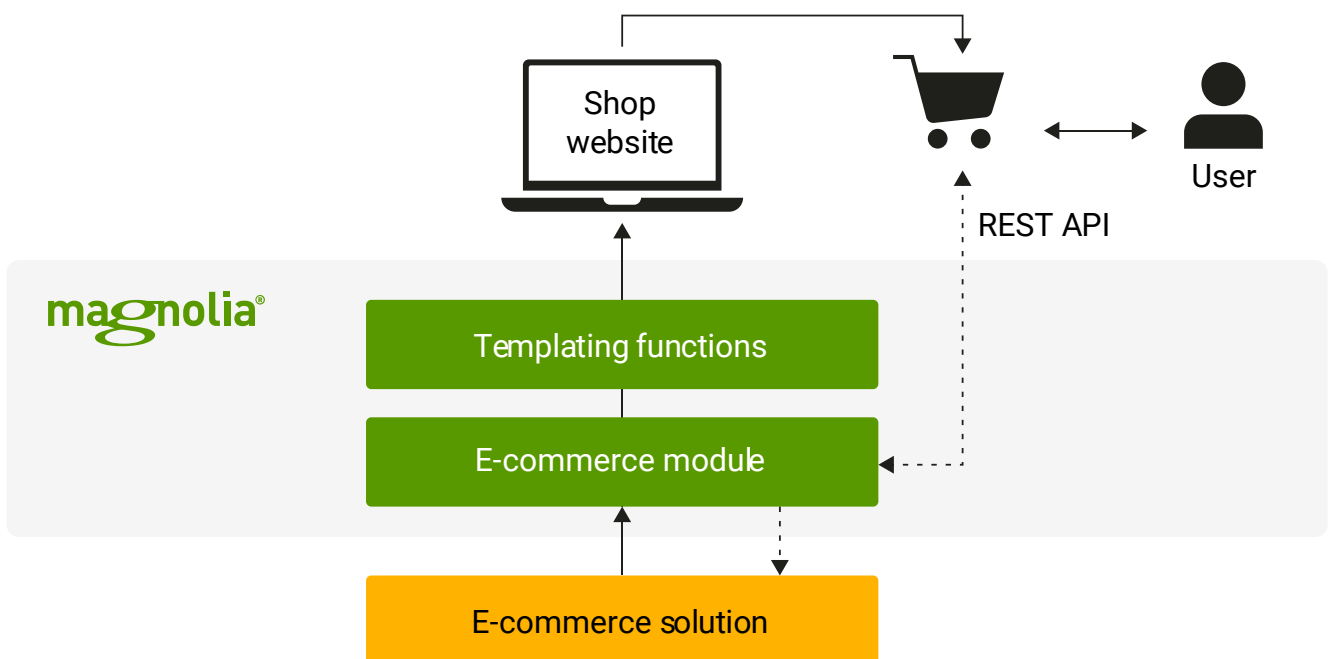 Shop
website
User
REST API
magnolia®
Templating functions
E-commerce module
E-commerce solution